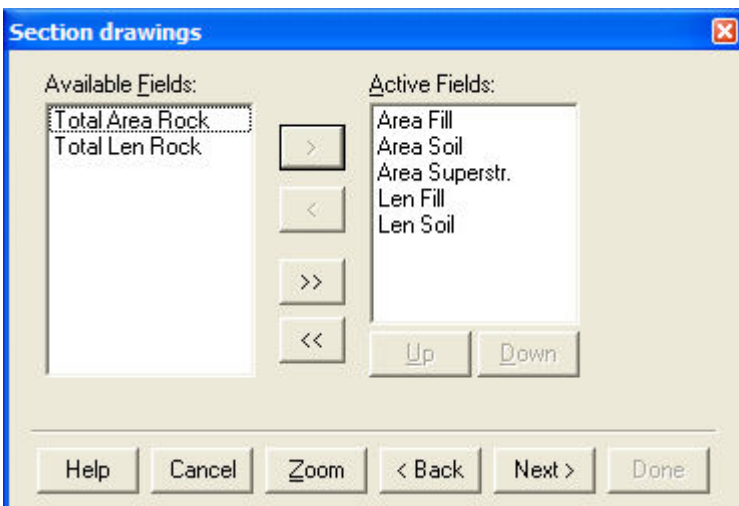 Section drawings
Available Fields:
Total Area Rock
Total Len Rock
>
<
>>
<<
Active Fields:
Area Fill
Area Soil
Area Superstr.
Len Fill
Len Soil
Up
Down
Help
Cancel
Zoom
< Back
Next >
Done